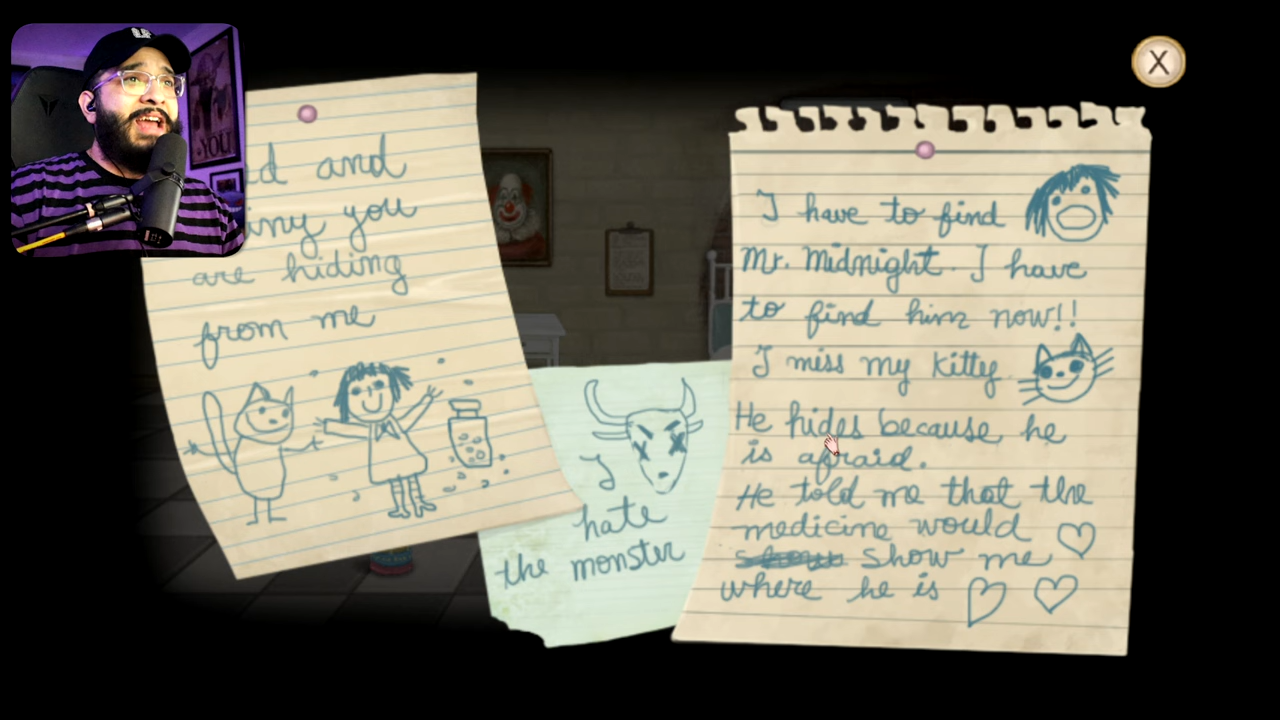 and
you
are hiding
from me
I
hate
the monster
I have to find
Mr. Midnight. I have
to find him now!!
I miss my Kitty
He hides because he
is afraid.
He told me that the
medicine would
show me
where he is
X
YOU